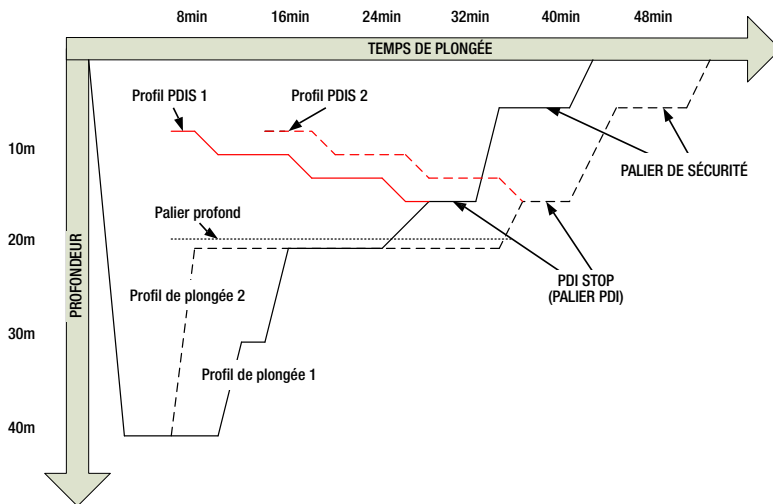 8min 16min 24min 32min 40min 48min
TEMPS DE PLONGÉE
Profil PDIS 1
Profil PDIS 2
10m
PALIER DE SÉCURITÉ
Palier profond
20m
PROFONDEUR
PDI STOP
(PALIER PDI)
Profil de plongée 2
30m
Profil de plongée 1
40m